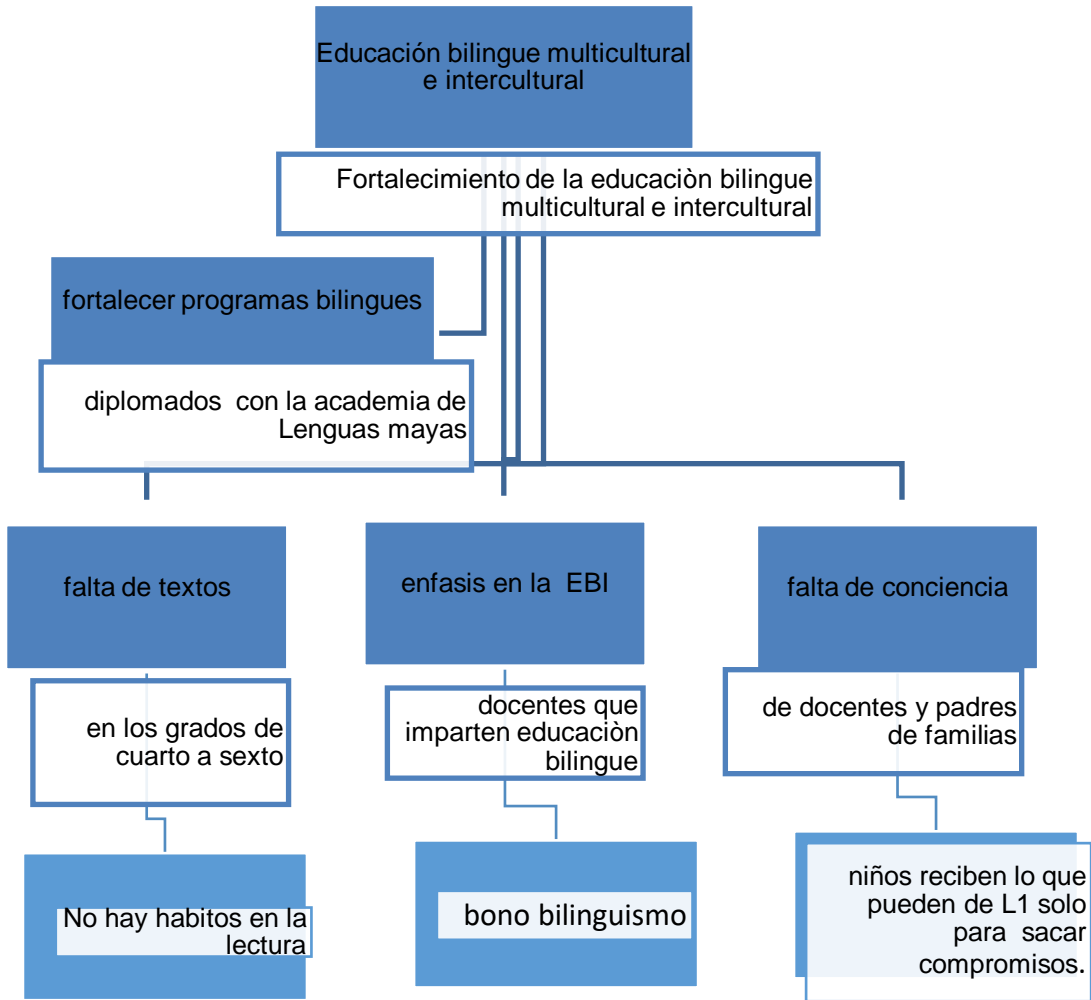 Educación bilingue multicultural
e intercultural
Fortalecimiento de la educaciòn bilingue
multicultural e intercultural
fortalecer programas bilingues
diplomados con la academia de
Lenguas mayas
falta de textos
en los grados de
cuarto a sexto
No hay habitos en la
lectura
enfasis en la EBI
docentes que
imparten educaciòn
bilingue
bono bilinguismo
falta de conciencia
de docentes y padres
de familias
niños reciben lo que
pueden de L1 solo
para sacar
compromisos.